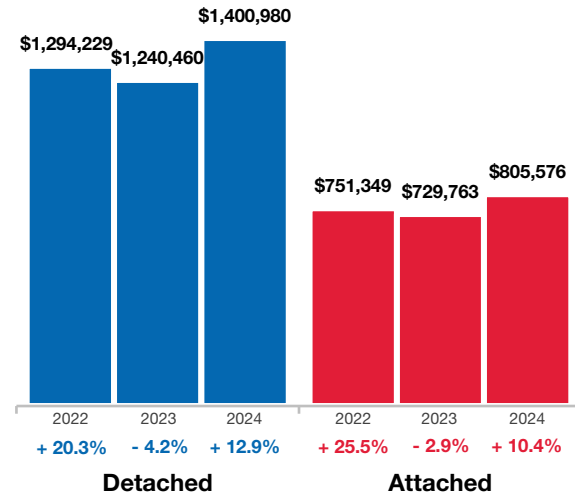 $1,294,229
$1,240,460
$1,400,980
$751,349
$729,763
$805,576
2022 2023 2024 2022 2023 2024
+ 20.3% - 4.2% + 12.9% + 25.5% - 2.9% + 10.4%
Detached Attached